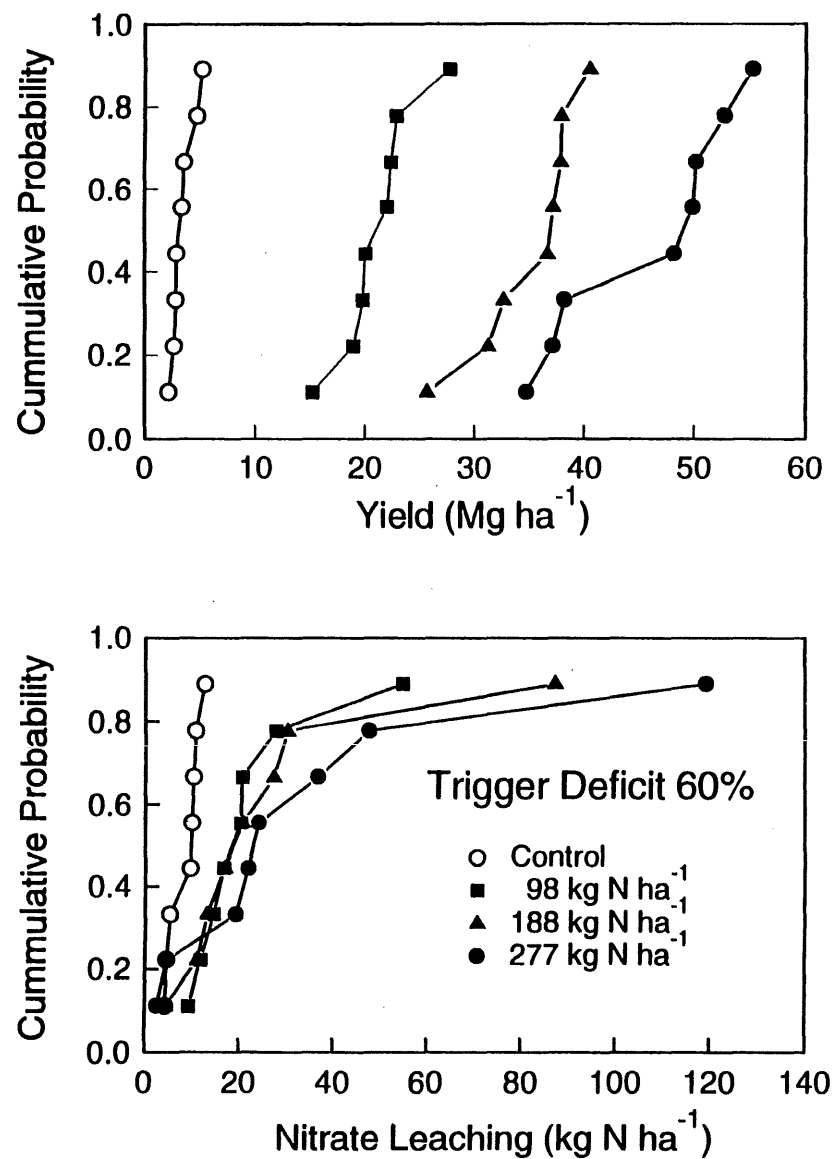 Cummulative Probability
1.0
0.8
0.6
0.4
0.2
0.0
0 10 20 30 40 50 60
Yield (Mg ha-1)
Cummulative Probability
1.0
0.8
0.6
0.4
0.2
0.0
Trigger Deficit 60%
Control
98 kg N ha-1
188 kg N ha-1
277 kg N ha-1
0 20 40 60 80 100 120 140
Nitrate Leaching (kg N ha-1)